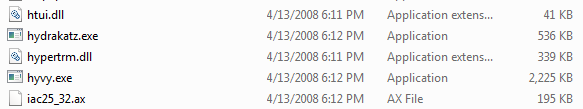 htui.dll 4/13/2008 6:11 PM Application extens... 41 KB
hydrakatz.exe 4/13/2008 6:12 PM Application 536 KB
hypertrm.dll 4/13/2008 6:11 PM Application extens... 339 KB
hyvy.exe 4/13/2008 6:12 PM Application 2,225 KB
iac25_32.ax 4/13/2008 6:12 PM AX File 195 KB